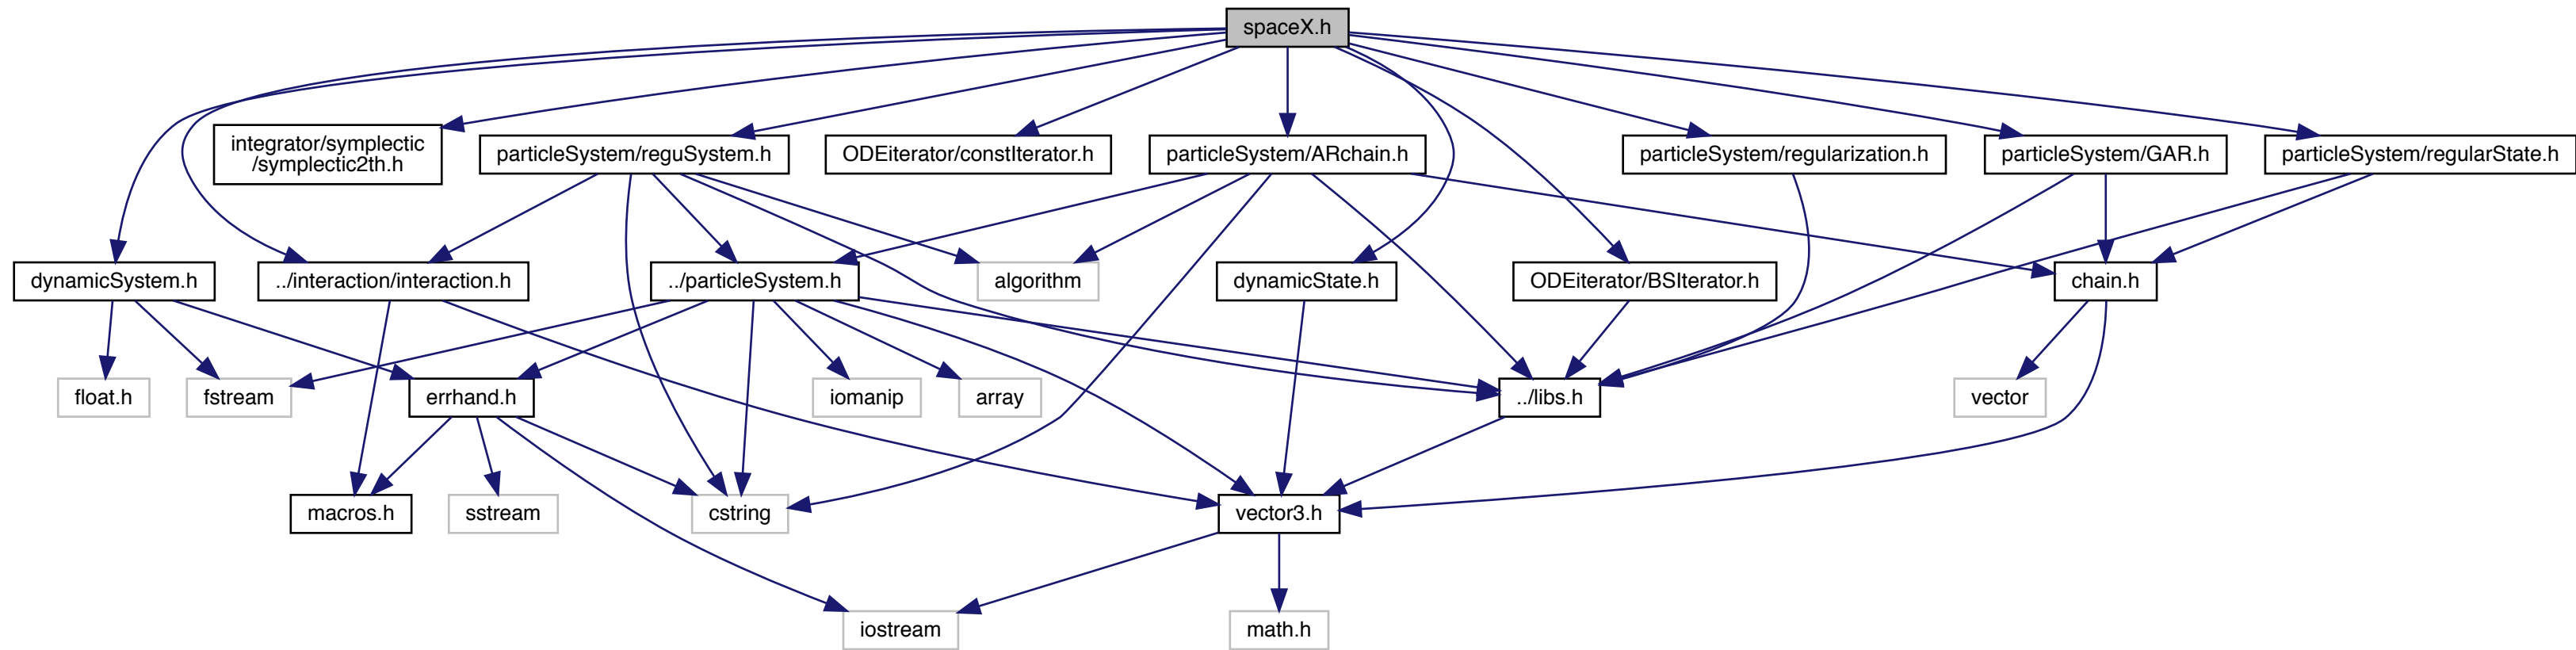 spaceX.h
integrator/symplectic
/symplectic2th.h
particleSystem/reguSystem.h
ODEiterator/constIterator.h
particleSystem/ARchain.h
particleSystem/regularization.h
particleSystem/GAR.h
particleSystem/regularState.h
dynamicSystem.h
../interaction/interaction.h
../particleSystem.h
algorithm
dynamicState.h
ODEiterator/BSIterator.h
chain.h
float.h
fstream
errhand.h
iomanip
array
../libs.h
vector
macros.h
sstream
cstring
vector3.h
iostream
math.h